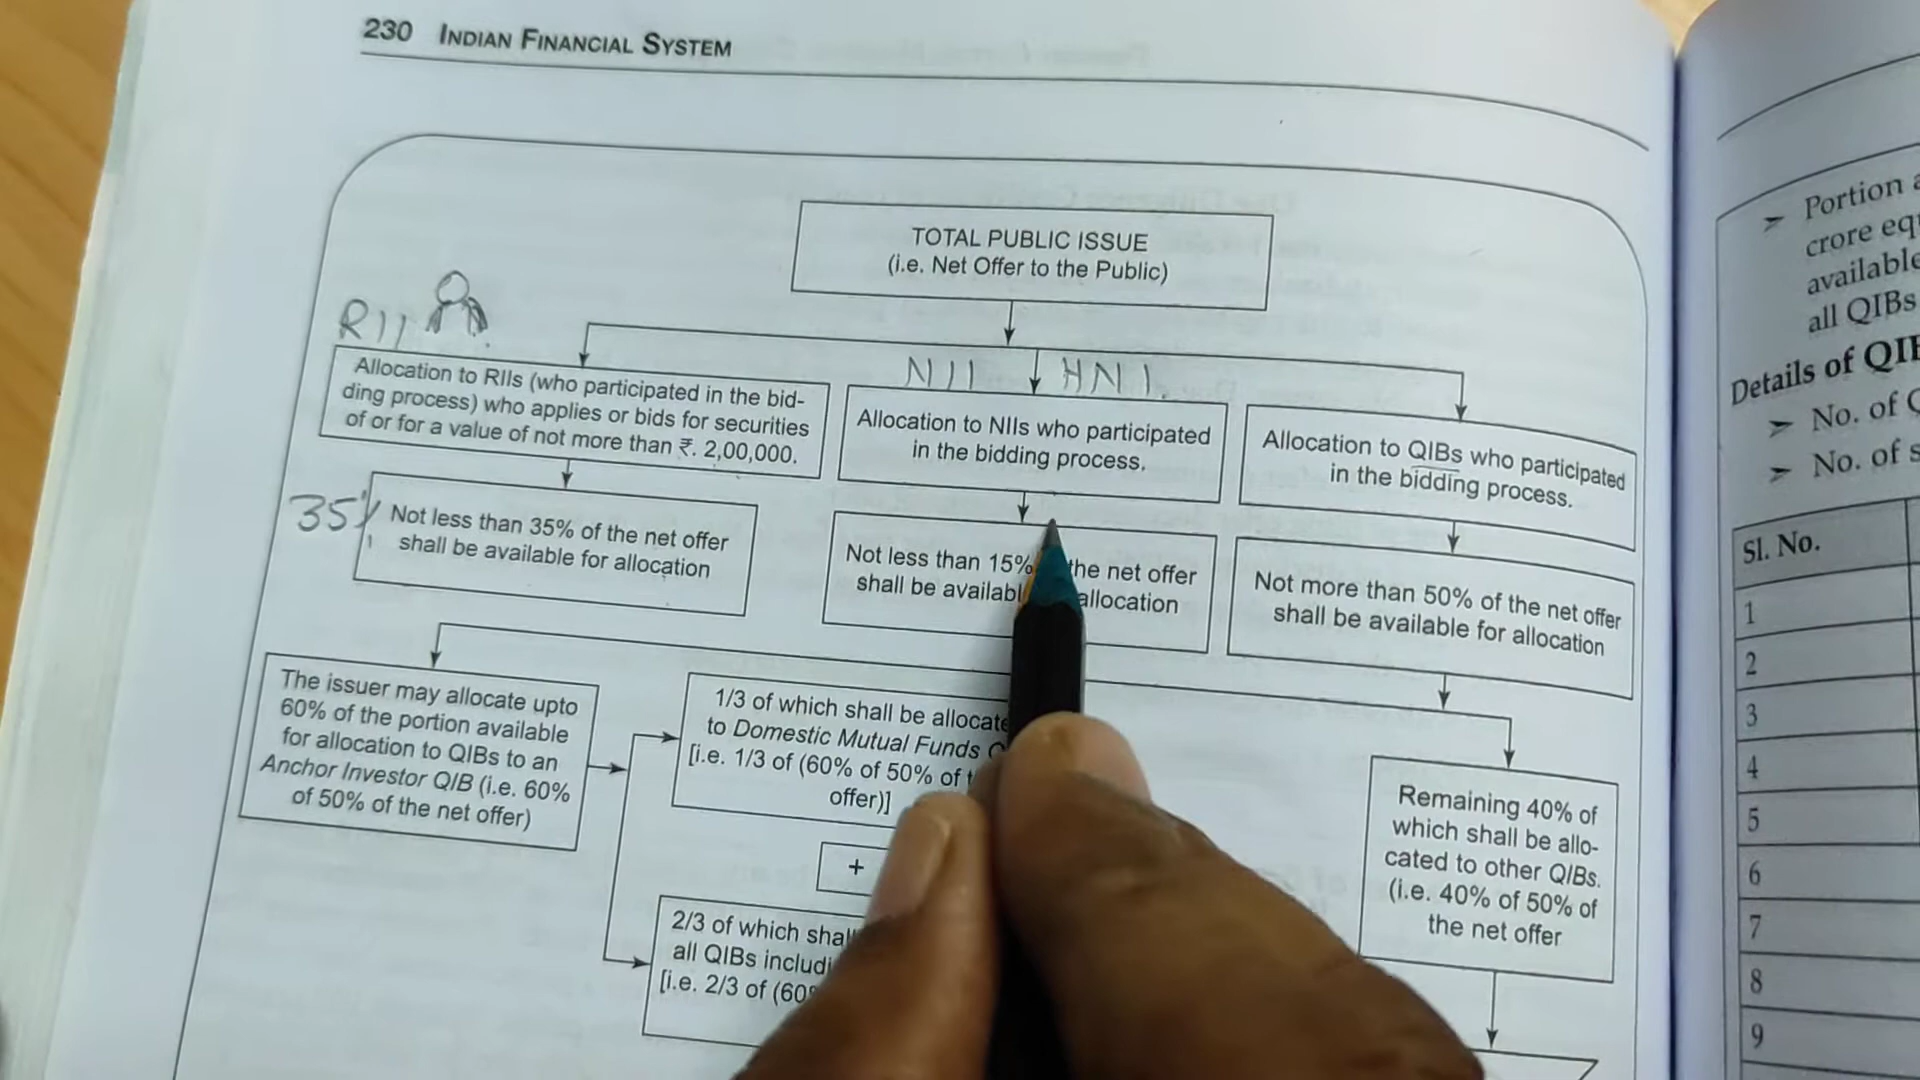 230 INDIAN FINANCIAL SYSTEM
TOTAL PUBLIC ISSUE
(i.e. Net Offer to the Public)
RII
NII HNI.
Allocation to RIIs (who participated in the bid-
ding process) who applies or bids for securities
of or for a value of not more than ₹. 2,00,000.
Allocation to NIIs who participated
in the bidding process.
Allocation to QIBs who participated
in the bidding process.
35%
Not less than 35% of the net offer
shall be available for allocation
Not less than 15% the net offer
shall be allocation
Not more than 50% of the net offer
shall be available for allocation
The issuer may allocate upto
60% of the portion available
for allocation to QIBs to an
Anchor Investor QIB (i.e. 60%
of 50% of the net offer)
1/3 of which shall be
to Domestic Mutual Funds
[i.e. 1/3 of (60% of 50% of
offer)]
+
2/3 of which
all QIBs
[i.e. 2/3 of
Remaining 40% of
which shall be allo-
cated to other QIBs.
(i.e. 40% of 50% of
the net offer
➢ Portion
crore
available
all QIBs
Details of
➢ No. of
➢ No. of
Sl. No.
1
2
3
4
5
6
7
8
9